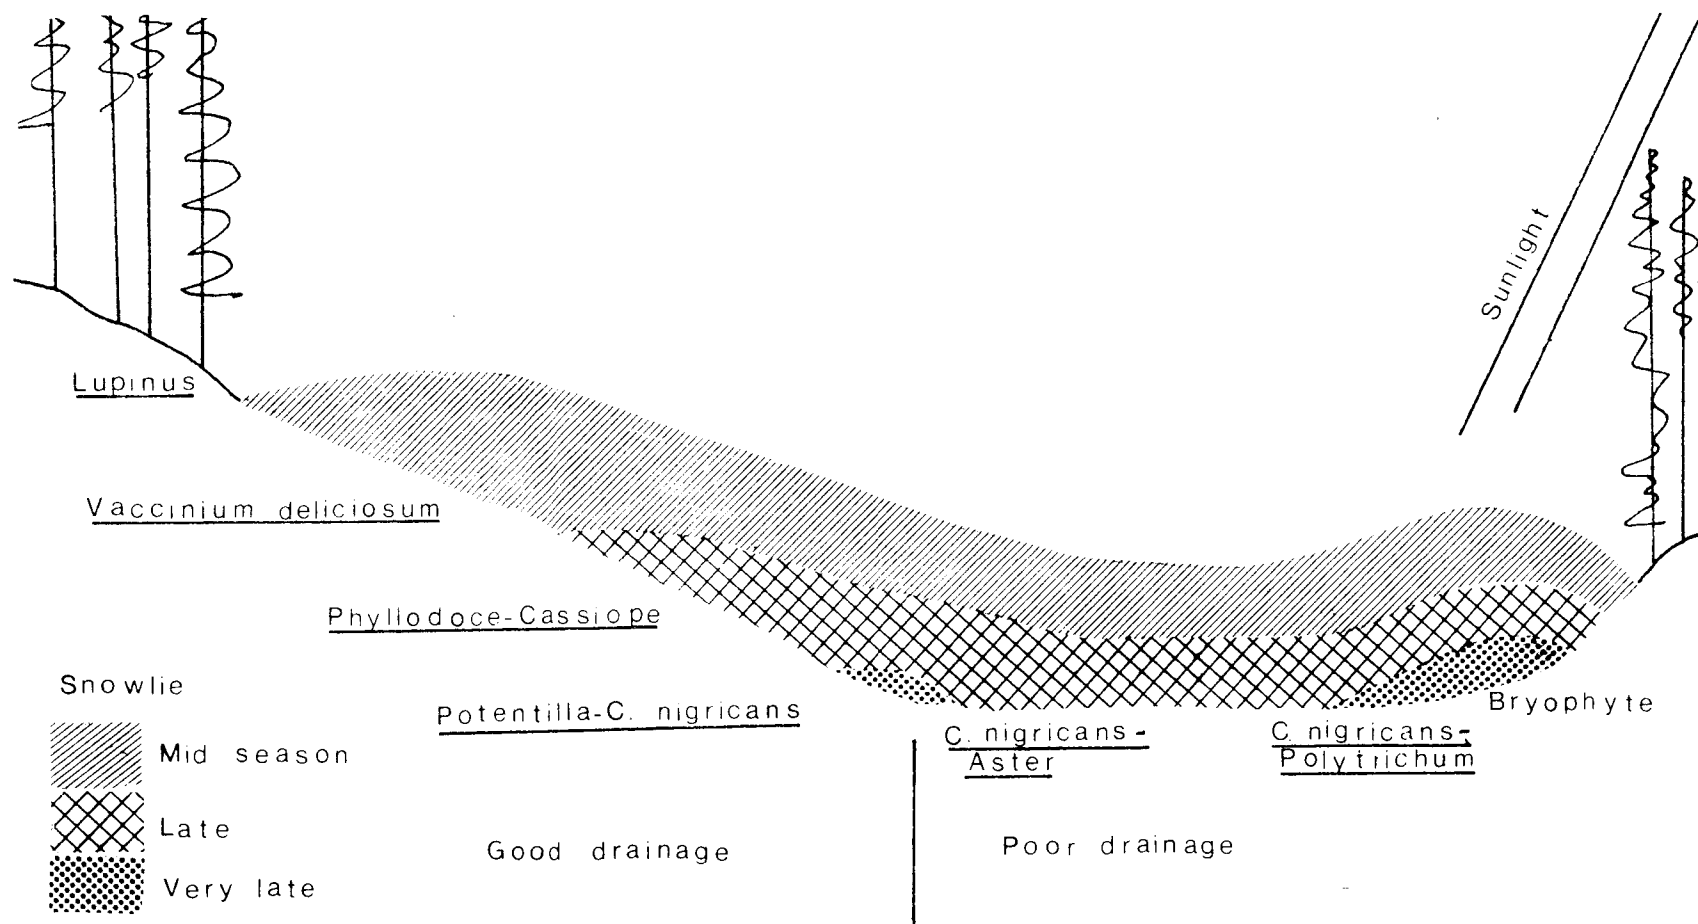 Sunlight
Lupinus
Vaccinium deliciosum
Phyllodoce-Cassiope
Potentilla-C. nigricans
C. nigricans-
Aster
C. nigricans-
Polytrichum
Bryophyte
Snowlie
Mid season
Late
Very late
Good drainage
Poor drainage